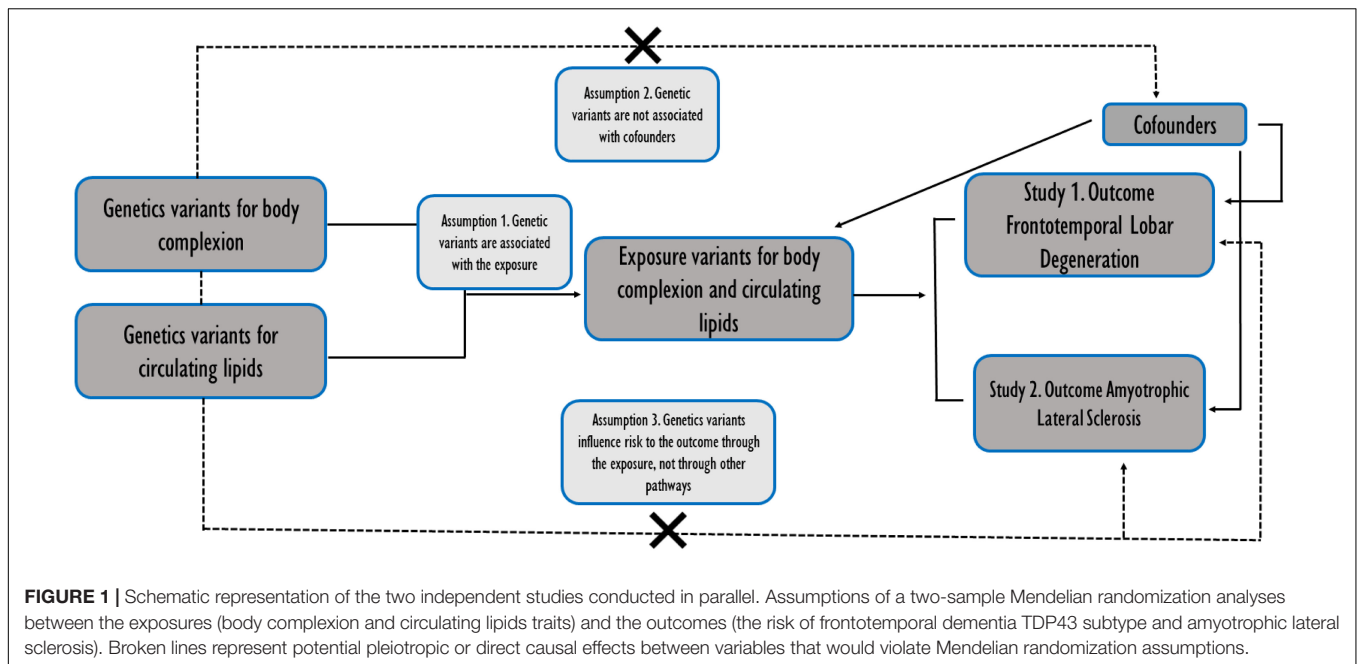 Assumption 2. Genetic
variants are not associated
with cofounders
Cofounders
Genetics variants for body
complexion
Assumption 1. Genetic
variants are associated
with the exposure
Study 1. Outcome
Frontotemporal Lobar
Degeneration
Exposure variants for body
complexion and circulating
lipids
Genetics variants for
circulating lipids
Study 2. Outcome Amyotrophic
Lateral Sclerosis
Assumption 3. Genetics variants
influence risk to the outcome through
the exposure, not through other
pathways
FIGURE 1 | Schematic representation of the two independent studies conducted in parallel. Assumptions of a two-sample Mendelian randomization analyses
between the exposures (body complexion and circulating lipids traits) and the outcomes (the risk of frontotemporal dementia TDP43 subtype and amyotrophic lateral
sclerosis). Broken lines represent potential pleiotropic or direct causal effects between variables that would violate Mendelian randomization assumptions.